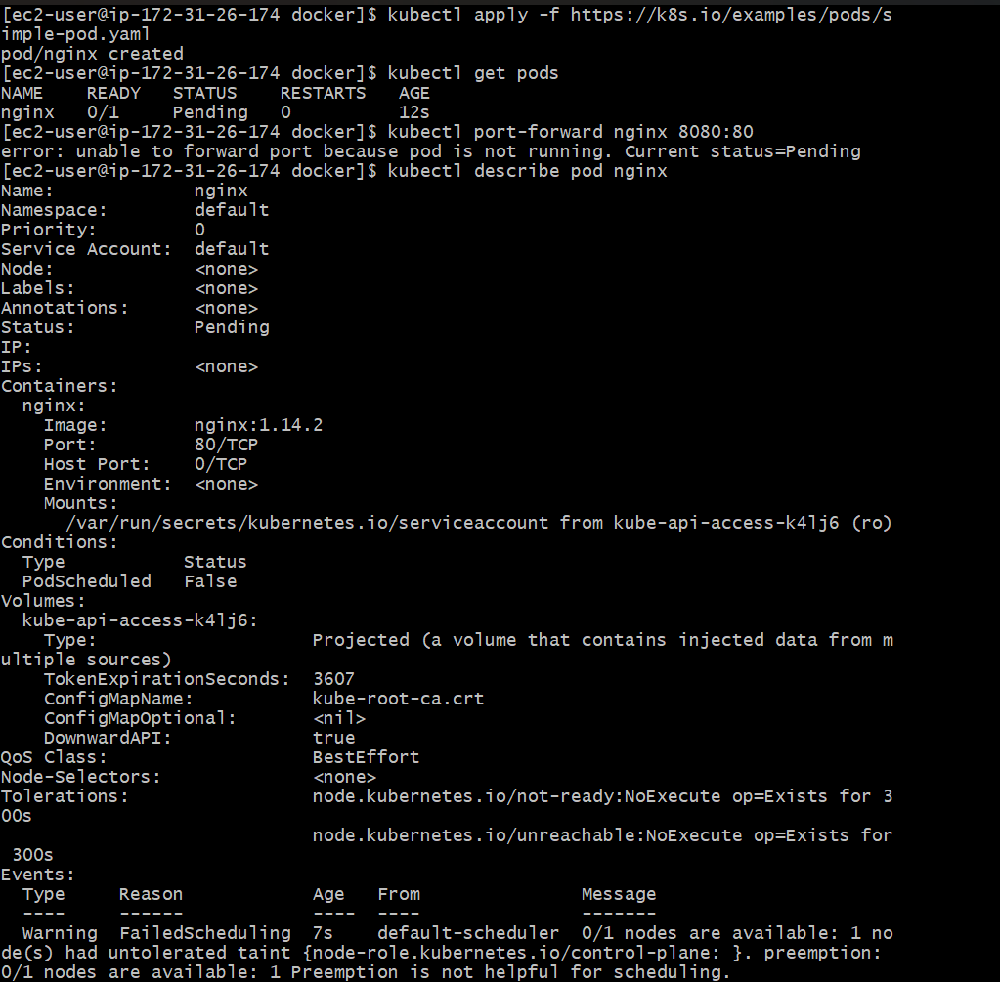 [ec2-user@ip-172-31-26-174 docker]$ kubectl apply -f https://k8s.io/examples/pods/s
imple-pod.yaml
pod/nginx created
[ec2-user@ip-172-31-26-174 docker]$ kubectl get pods
NAME    READY   STATUS    RESTARTS   AGE
nginx   0/1     Pending   0          12s
[ec2-user@ip-172-31-26-174 docker]$ kubectl port-forward nginx 8080:80
error: unable to forward port because pod is not running. Current status=Pending
[ec2-user@ip-172-31-26-174 docker]$ kubectl describe pod nginx
Name:             nginx
Namespace:        default
Priority:         0
Service Account:  default
Node:             <none>
Labels:           <none>
Annotations:      <none>
Status:           Pending
IP:
IPs:              <none>
Containers:
  nginx:
    Image:        nginx:1.14.2
    Port:         80/TCP
    Host Port:    0/TCP
    Environment:  <none>
    Mounts:
      /var/run/secrets/kubernetes.io/serviceaccount from kube-api-access-k4lj6 (ro)
Conditions:
  Type           Status
  PodScheduled   False
Volumes:
  kube-api-access-k4lj6:
    Type:                    Projected (a volume that contains injected data from m
ultiple sources)
    TokenExpirationSeconds:  3607
    ConfigMapName:           kube-root-ca.crt
    ConfigMapOptional:       <nil>
    DownwardAPI:             true
QoS Class:                   BestEffort
Node-Selectors:              <none>
Tolerations:                 node.kubernetes.io/not-ready:NoExecute op=Exists for 3
00s
                             node.kubernetes.io/unreachable:NoExecute op=Exists for
 300s
Events:
  Type     Reason            Age   From               Message
  ----     ------            ----  ----               -------
  Warning  FailedScheduling  7s    default-scheduler  0/1 nodes are available: 1 no
de(s) had untolerated taint {node-role.kubernetes.io/control-plane: }. preemption:
0/1 nodes are available: 1 Preemption is not helpful for scheduling.